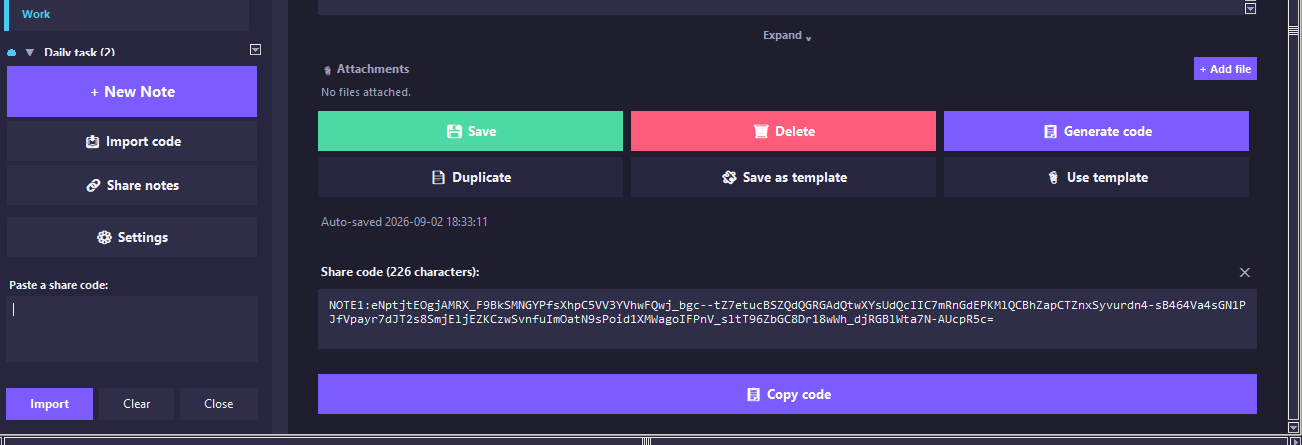 Work
Daily task (2)
+ New Note
Import code
Share notes
Settings
Paste a share code:
Import
Clear
Close
Expand
Attachments
+ Add file
No files attached.
Save
Delete
Generate code
Duplicate
Save as template
Use template
Auto-saved 2026-09-02 18:33:11
Share code (226 characters):
NOTE1:eNptjtEOgjAMRX_F9BkSMNGYPfsXhpC5VV3YVhwFQwj_bgc--tZ7etucBSZQdQGRGAdQtwXYsUdQcIIC7mRnGdEPKMlQCBhZapCTZnxSyvurdn4-sB464Va4sGN1P
JfVpayr7dJT2s8SmjEljEZKCzwSvnfuImOatN9sPoid1XMWagoIFPnV_sltT96ZbGC8Dr18wWh_djRGBlWta7N-AUcpR5c=
Copy code